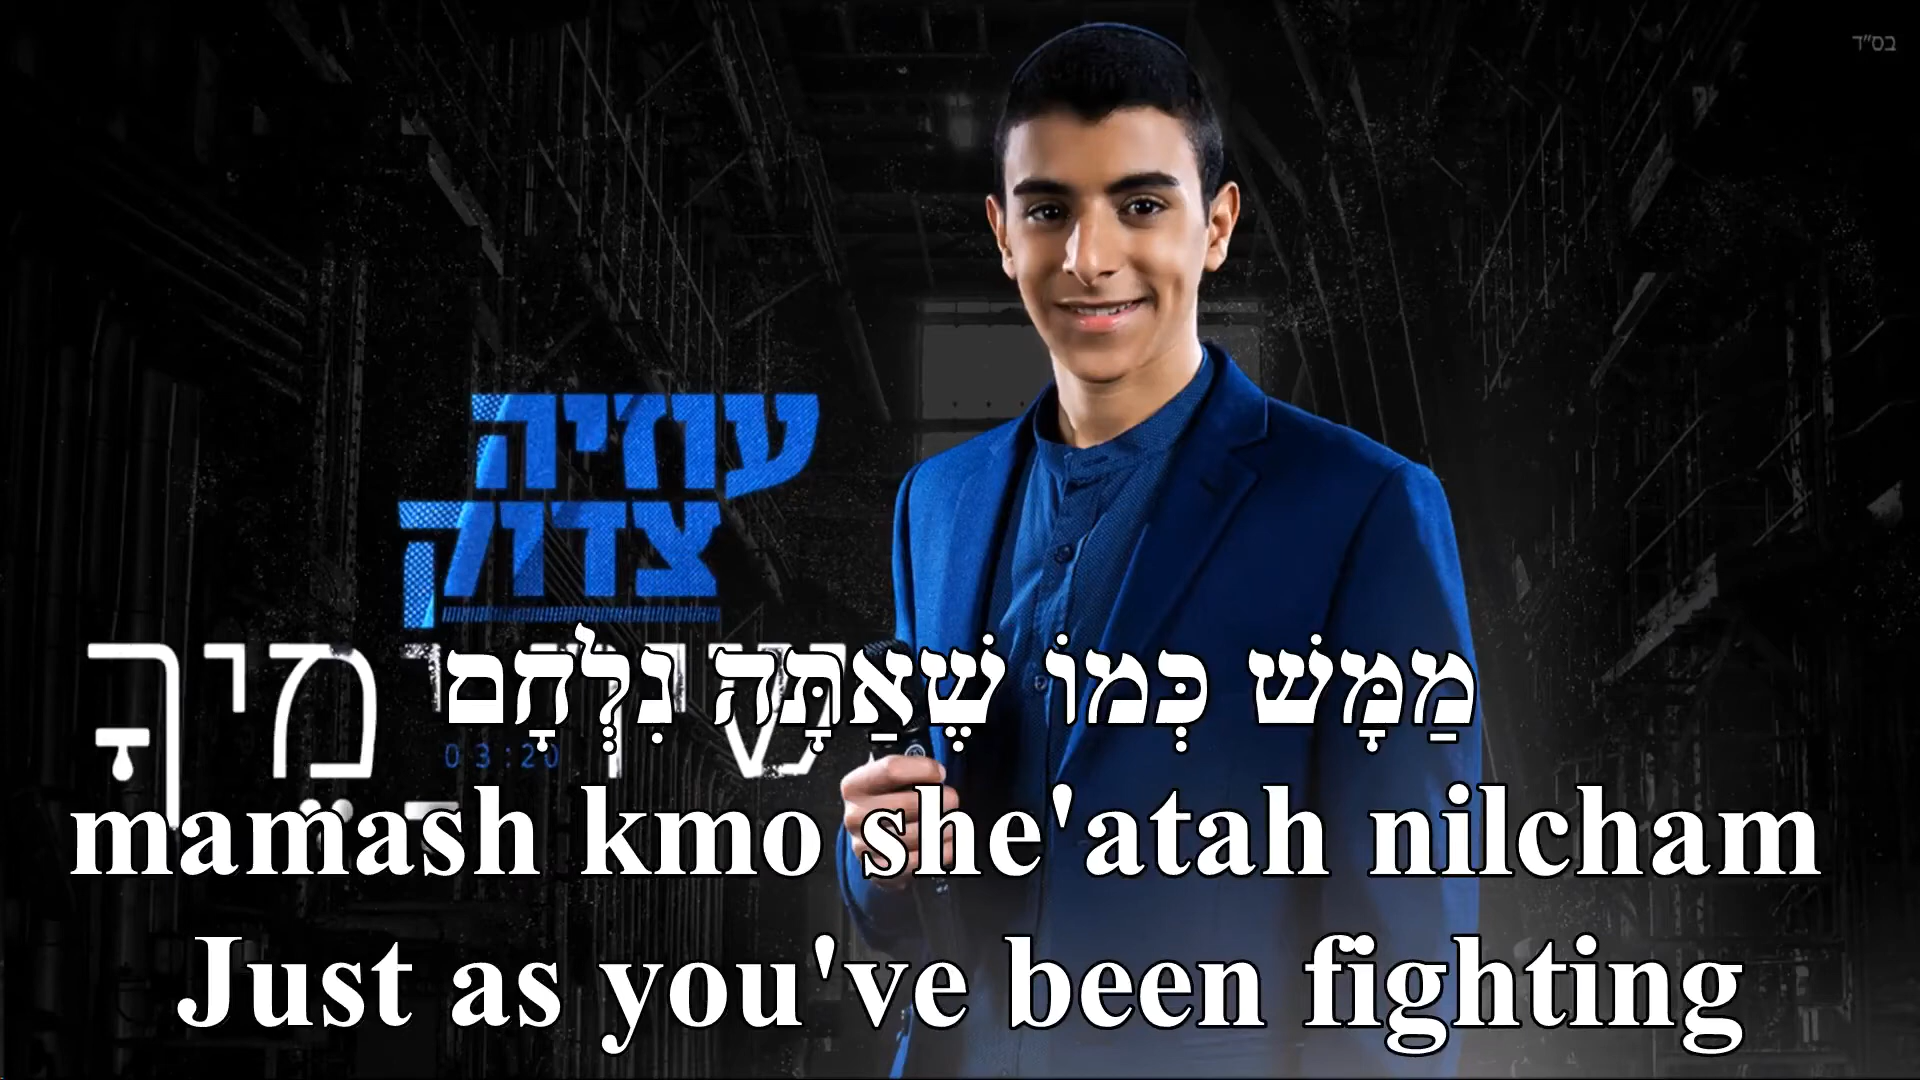 בס״ד
עוזיה
צדוק
מַמָּשׁ כְּמוֹ שֶׁאַתָּה נִלְחָם
03:20
mamash kmo she'atah nilcham
Just as you've been fighting